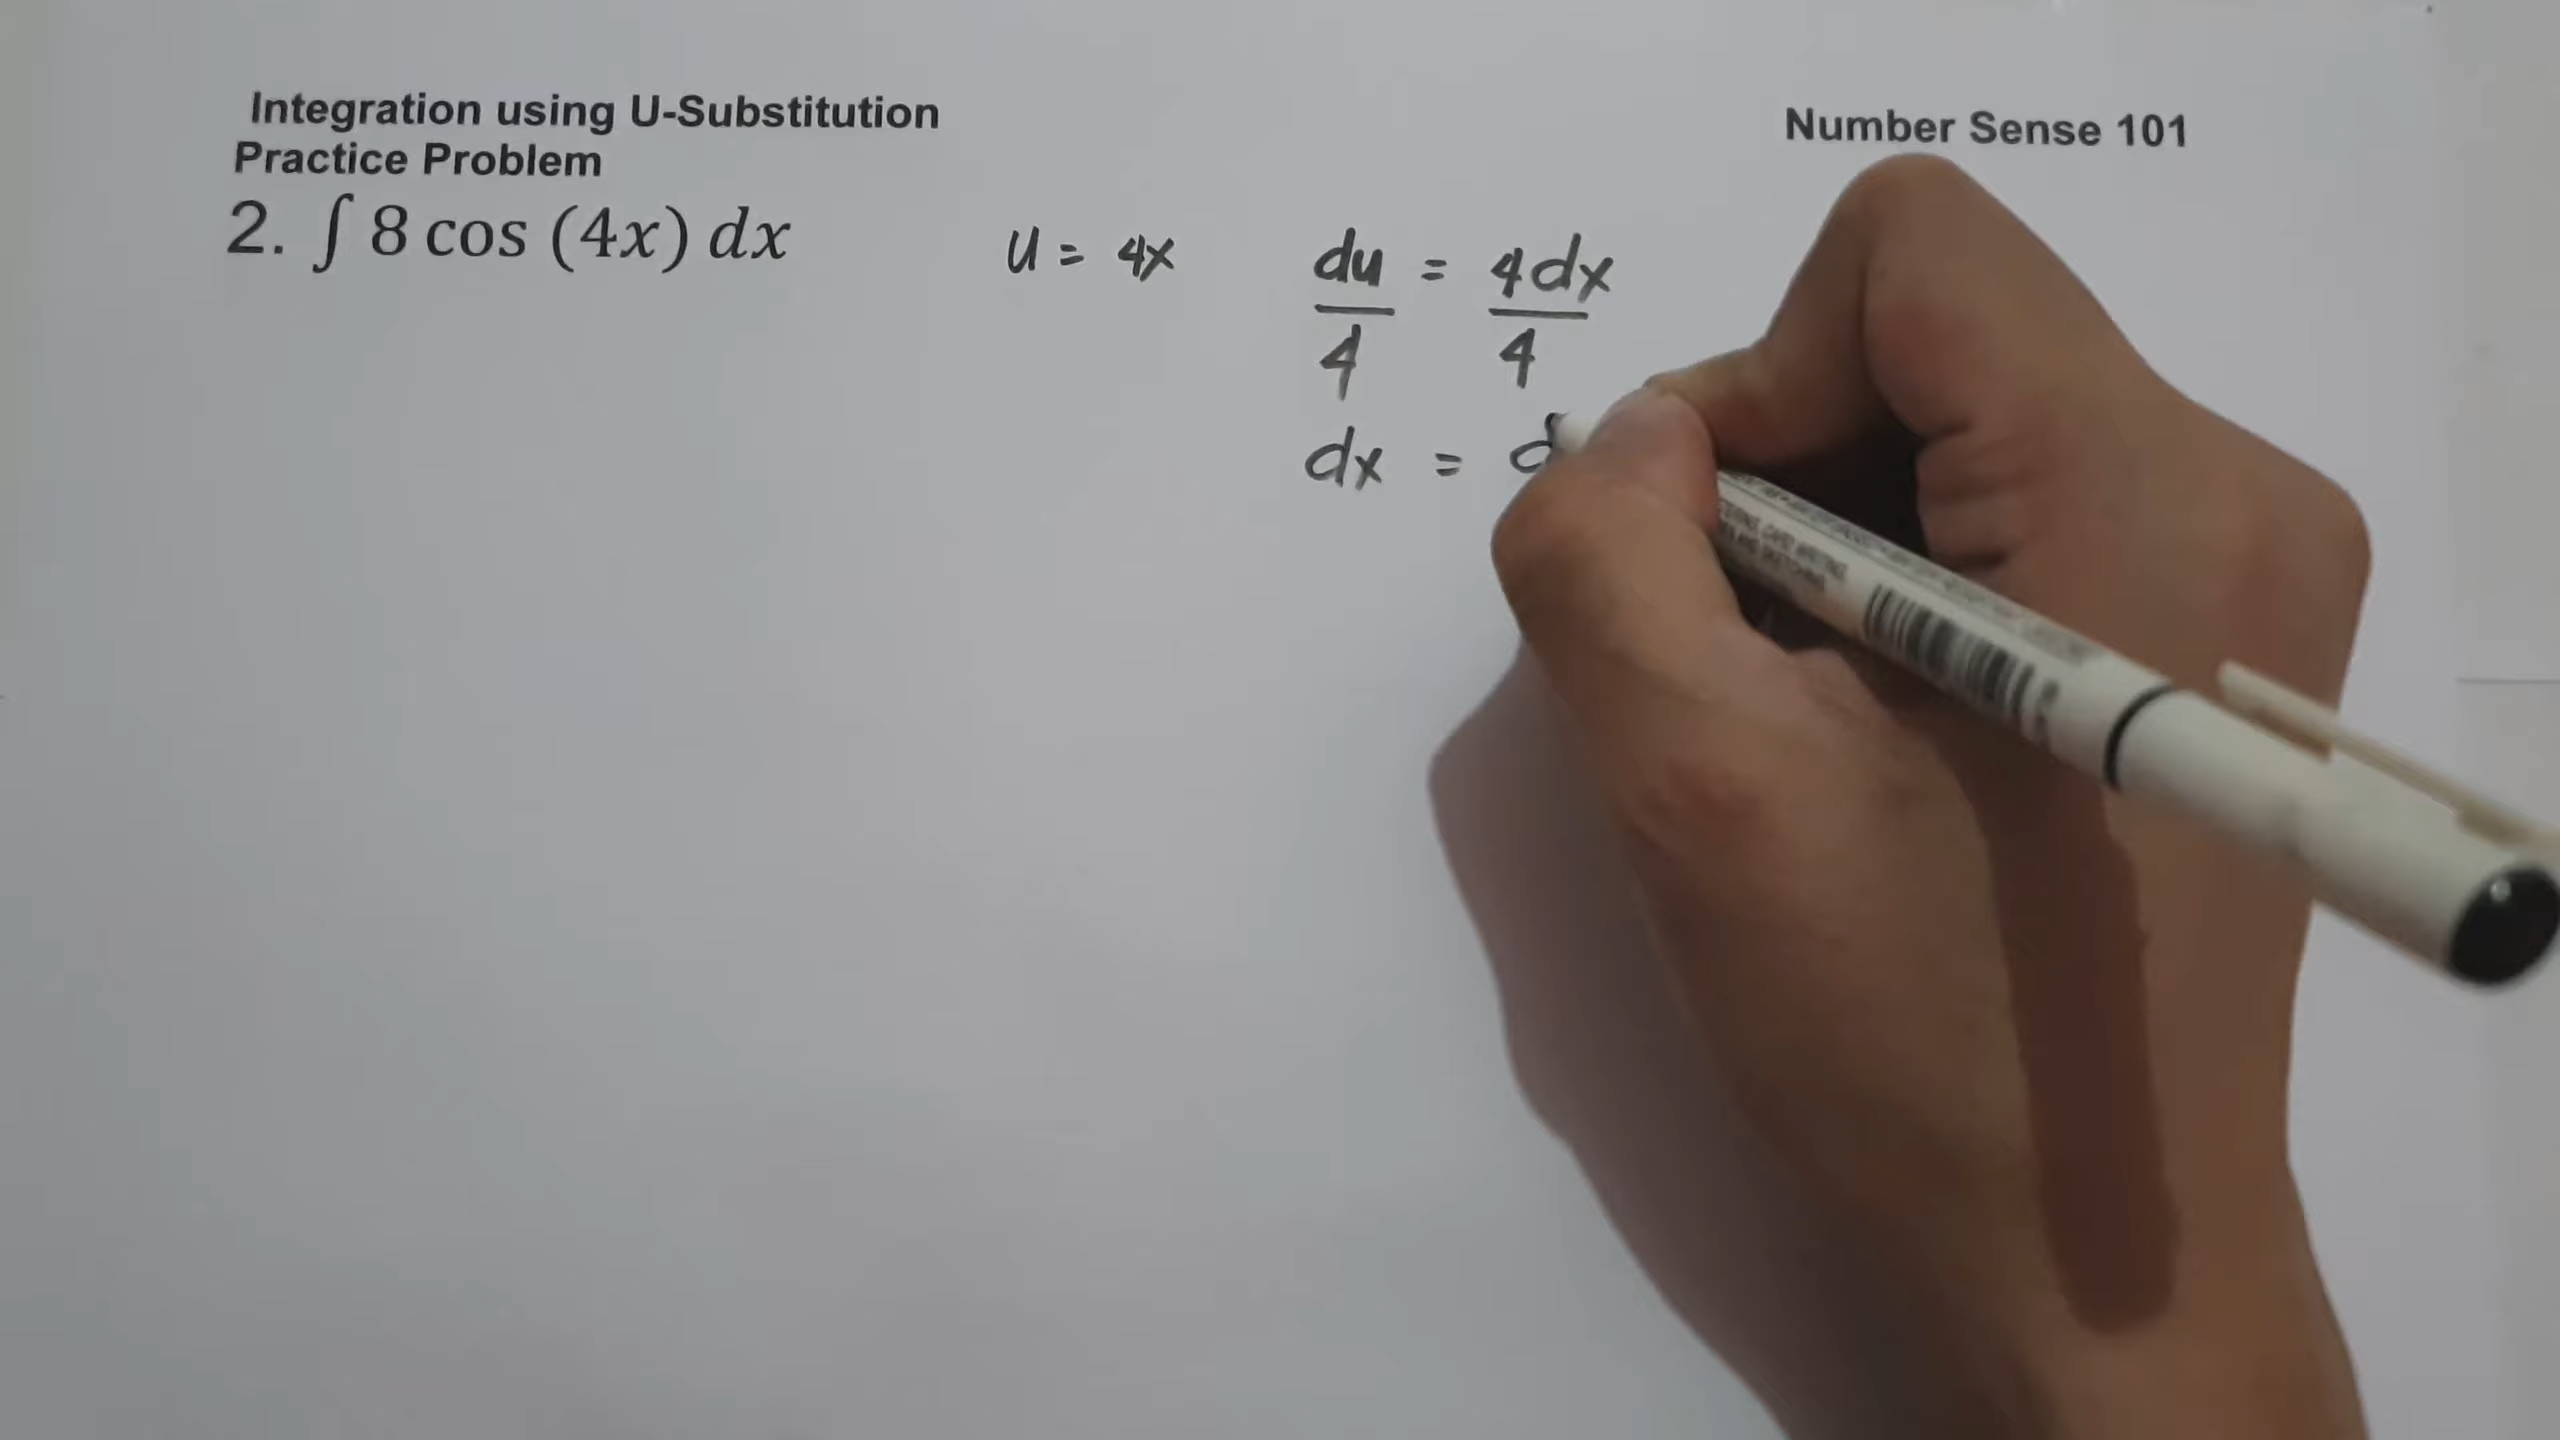 Integration using U-Substitution
Number Sense 101
Practice Problem
2. ∫ 8 cos (4x) dx
u = 4x
du/4 = 4dx/4
dx = d